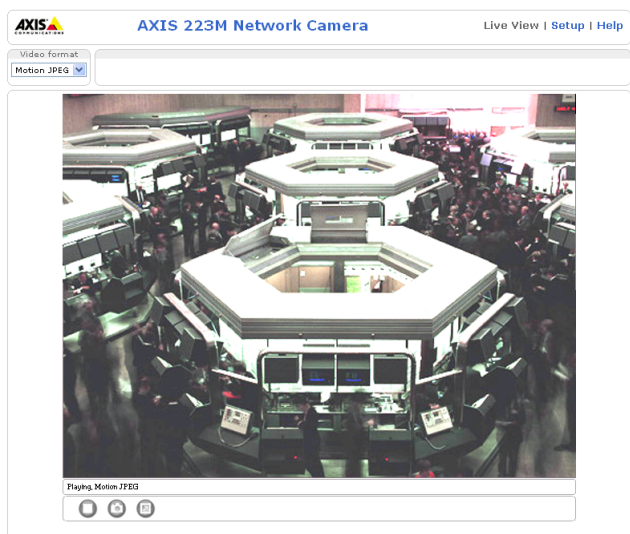 AXIS
COMMUNICATIONS
AXIS 223M Network Camera
Live View | Setup | Help
Video format
Motion JPEG
Playing, Motion JPEG